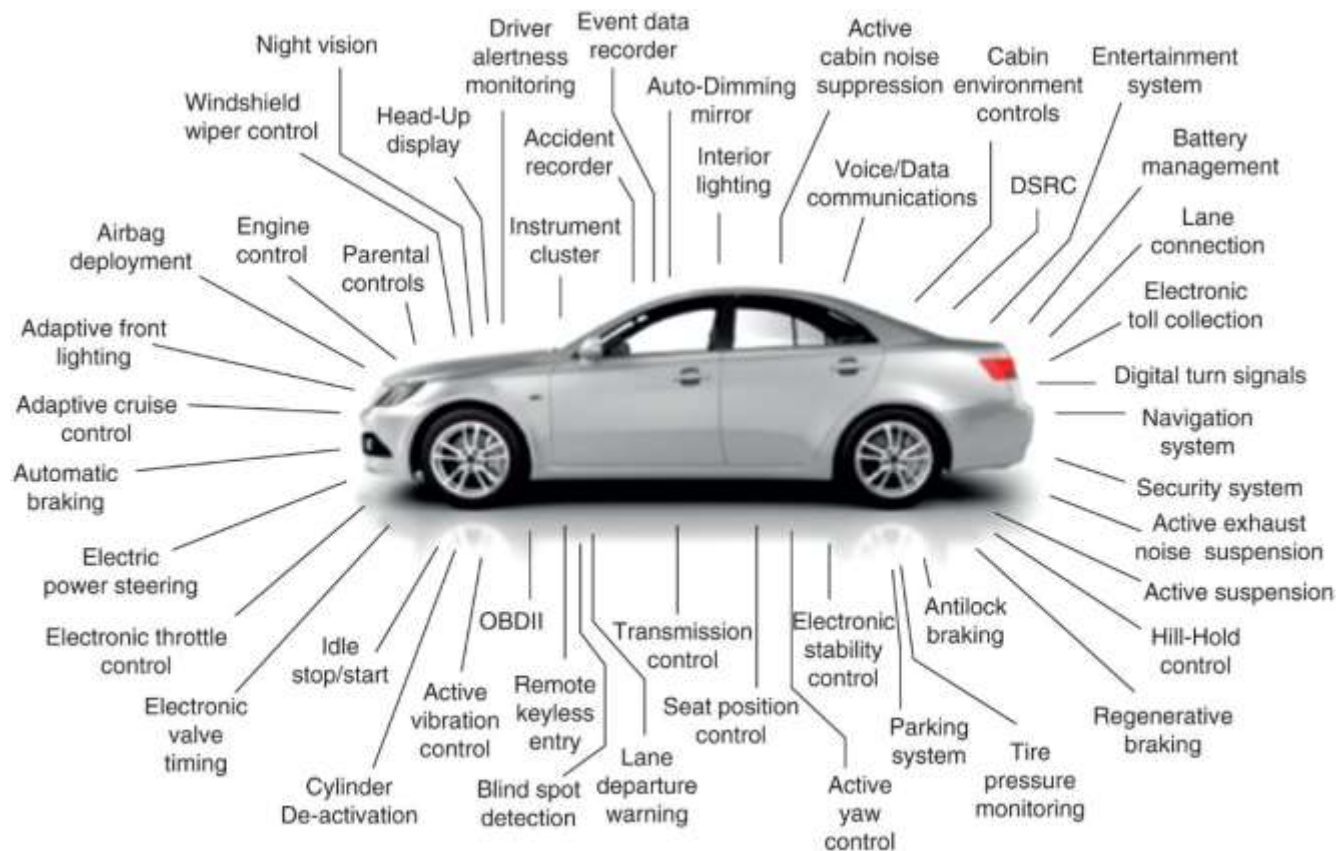 Night vision
Driver
alertness
monitoring
Event data
recorder
Active
cabin noise
suppression
Cabin
environment
controls
Entertainment
system
Windshield
wiper control
Head-Up
display
Accident
recorder
Auto-Dimming
mirror
Interior
lighting
Voice/Data
communications
DSRC
Battery
management
Airbag
deployment
Engine
control
Parental
controls
Instrument
cluster
Lane
connection
Adaptive front
lighting
Electronic
toll collection
Adaptive cruise
control
Digital turn signals
Automatic
braking
Navigation
system
Electric
power steering
Security system
Active exhaust
noise suspension
Active suspension
Electronic throttle
control
Idle
stop/start
OBDII
Transmission
control
Electronic
stability
control
Antilock
braking
Hill-Hold
control
Electronic
valve
timing
Active
vibration
control
Remote
keyless
entry
Seat position
control
Parking
system
Regenerative
braking
Cylinder
De-activation
Blind spot
detection
Lane
departure
warning
Active
yaw
control
Tire
pressure
monitoring